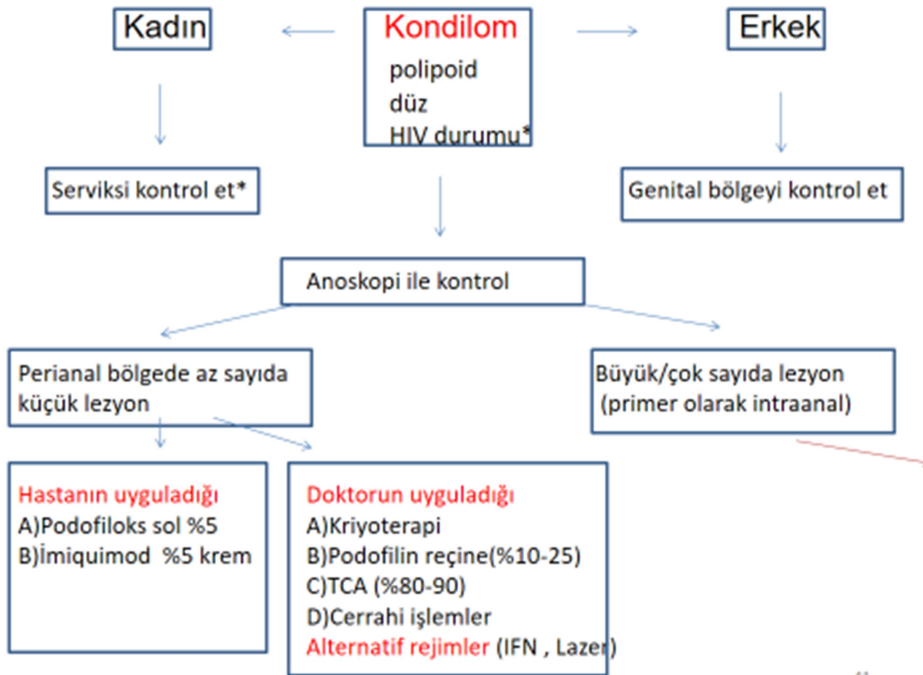 Kadın
Kondilom
polipoid
düz
HIV durumu*
Erkek
Serviksi kontrol et*
Genital bölgeyi kontrol et
Anoskopi ile kontrol
Perianal bölgede az sayıda
küçük lezyon
Büyük/çok sayıda lezyon
(primer olarak intraanal)
Hastanın uyguladığı
A)Podofiloks sol %5
B)İmiquimod %5 krem
Doktorun uyguladığı
A)Kriyoterapi
B)Podofilin reçine(%10-25)
C)TCA (%80-90)
D)Cerrahi işlemler
Alternatif rejimler (IFN , Lazer)